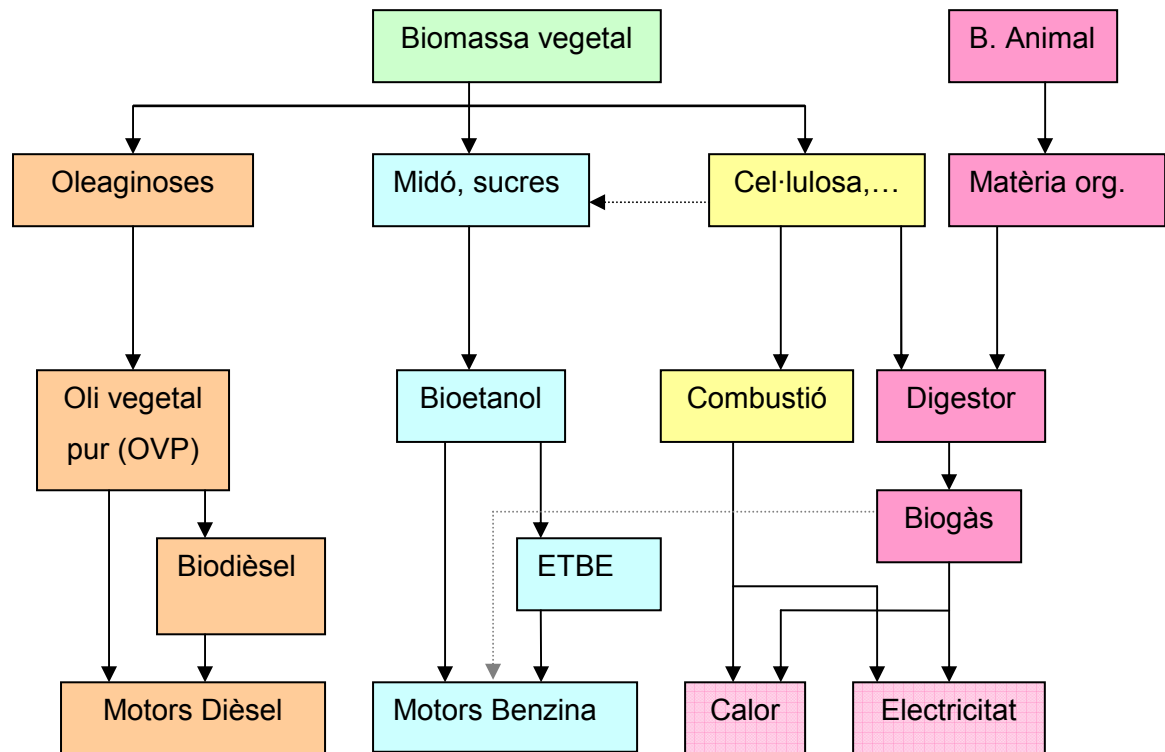 Biomassa vegetal
B. Animal
Oleaginoses
Midó, sucres
Cel·lulosa,…
Matèria org.
Oli vegetal
pur (OVP)
Bioetanol
Combustió
Digestor
Biogàs
Biodièsel
ETBE
Motors Dièsel
Motors Benzina
Calor
Electricitat